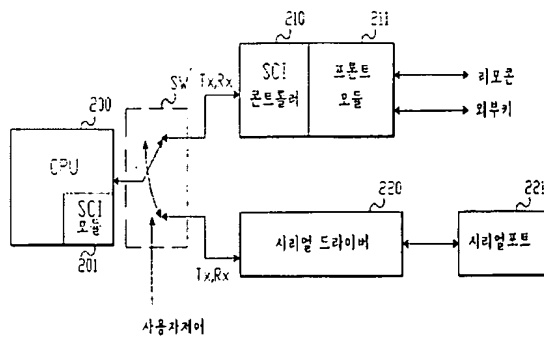 210
211
SW
Tx,Rx
SCI
콘트롤러
프론트
모듈
리모콘
외부키
200
CPU
SCI
모듈
201
220
시리얼 드라이버
221
시리얼포트
Tx,Rx
사용자제어